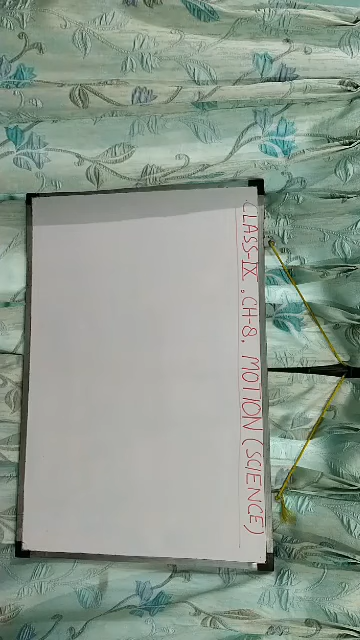 CLASS-IX . CH-8. MOTION (SCIENCE)